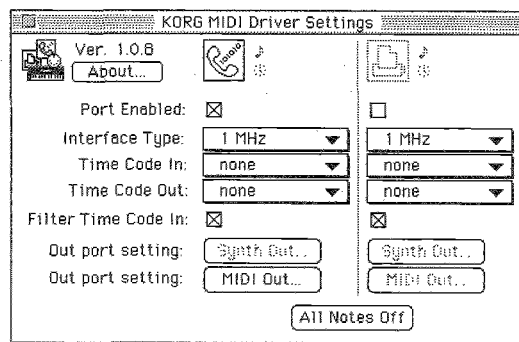 KORG MIDI Driver Settings
Ver. 1.0.8
About...
Port Enabled:
Interface Type: 1 MHz 1 MHz
Time Code In: none none
Time Code Out: none none
Filter Time Code In:
Out port setting: Synth Out... Synth Out...
Out port setting: MIDI Out... MIDI Out...
All Notes Off